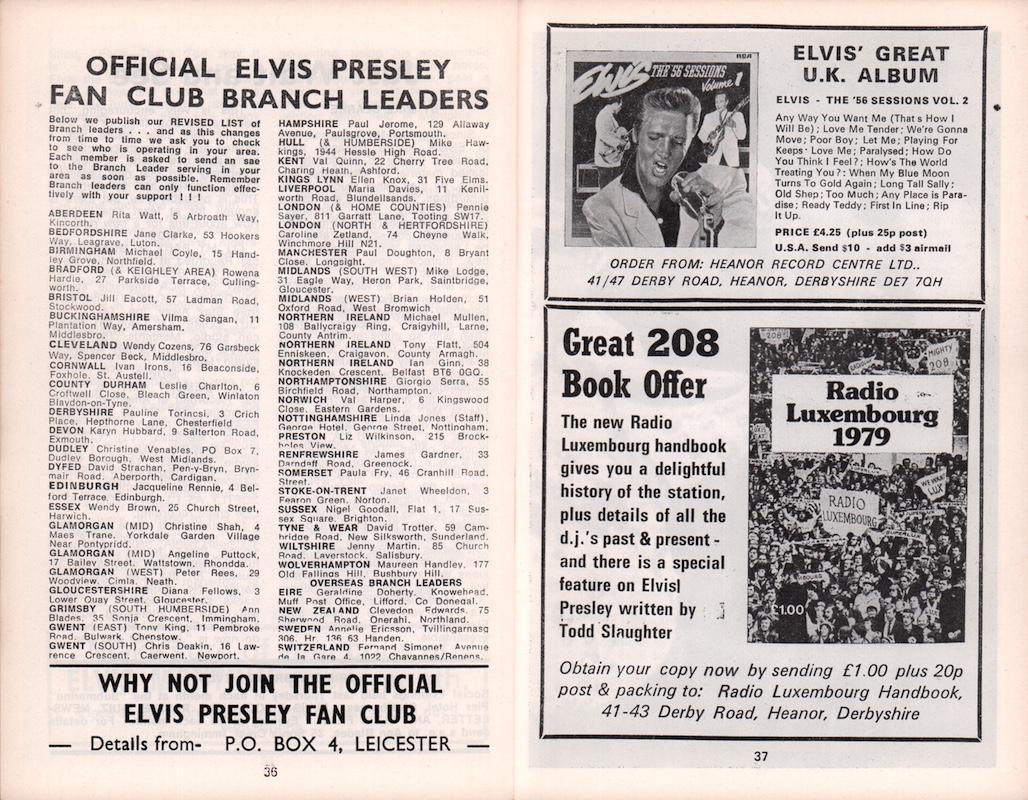 OFFICIAL ELVIS PRESLEY
FAN CLUB BRANCH LEADERS
Below we publish our REVISED LIST of
Branch leaders . . . and as this changes
from time to time we ask you to check
to see who is operating in your area.
Each member is asked to send an sae
to the Branch Leader serving in your
area as soon as possible. Remember
Branch leaders can only function effec-
tively with your support ! ! !
ABERDEEN Rita Watt, 5 Arbroath Way,
Kincorth.
BEDFORDSHIRE Jane Clarke, 53 Hookers
Way, Leagrave, Luton.
BIRMINGHAM Michael Coyle, 15 Hand-
ley Grove, Northfield.
BRADFORD (& KEIGHLEY AREA) Rowena
Hardie, 27 Parkside Terrace, Culling-
worth.
BRISTOL Jill Eacott, 57 Ladman Road,
Stockwood.
BUCKINGHAMSHIRE Vilma Sangan, 11
Plantation Way, Amersham.
Middlesbro.
CLEVELAND Wendy Cozens, 76 Garsbeck
Way, Spencer Beck, Middlesbro.
CORNWALL Ivan Irons, 16 Beaconside,
Foxhole, St. Austell.
COUNTY DURHAM Leslie Charlton, 6
Croftwell Close, Bleach Green, Winlaton
Blaydon-on-Tyne.
DERBYSHIRE Pauline Torincsi, 3 Crich
Place, Hepthorne Lane, Chesterfield
DEVON Karyn Hubbard, 9 Salterton Road,
Exmouth.
DUDLEY Christine Venables, PO Box 7,
Dudley Borough, West Midlands.
DYFED David Strachan, Pen-y-Bryn, Bryn-
mair Road, Aberporth, Cardigan.
EDINBURGH Jacqueline Rennie, 4 Bel-
ford Terrace, Edinburgh.
ESSEX Wendy Brown, 25 Church Street,
Harwich.
GLAMORGAN (MID) Christine Shah, 4
Maes Trane, Yorkdale Garden Village
Near Pontypridd.
GLAMORGAN (MID) Angeline Puttock,
17 Bailey Street, Wattstown, Rhondda.
GLAMORGAN (WEST) Peter Rees, 29
Woodview, Cimla, Neath.
GLOUCESTERSHIRE Diana Fellows, 3
Lower Quay Street, Gloucester.
GRIMSBY (SOUTH HUMBERSIDE) Ann
Blades, 35 Sonja Crescent, Immingham.
GWENT (EAST) Tony King, 11 Pembroke
Road, Bulwark, Chepstow.
GWENT (SOUTH) Chris Deakin, 16 Law-
rence Crescent, Caerwent, Newport.
HAMPSHIRE Paul Jerome, 129 Allaway
Avenue, Paulsgrove, Portsmouth.
HULL (& HUMBERSIDE) Mike Haw-
kings, 1944 Hessle High Road.
KENT Val Quinn, 22 Cherry Tree Road,
Charing Heath, Ashford.
KINGS LYNN Ellen Knox, 31 Five Elms.
LIVERPOOL Maria Davies, 11 Kenil-
worth Road, Blundellsands.
LONDON (& HOME COUNTIES) Pennie
Sayer, 811 Garratt Lane, Tooting SW17.
LONDON (NORTH & HERTFORDSHIRE)
Caroline Zetland, 74 Cheyne Walk,
Winchmore Hill N21.
MANCHESTER Paul Doughton, 8 Bryant
Close, Longsight.
MIDLANDS (SOUTH WEST) Mike Lodge,
31 Eagle Way, Heron Park, Saintbridge,
Gloucester.
MIDLANDS (WEST) Brian Holden, 51
Oxford Road, West Bromwich
NORTHERN IRELAND Michael Mullen,
108 Ballycraigy Ring, Craigyhill, Larne,
County Antrim.
NORTHERN IRELAND Tony Flatt, 504
Enniskeen, Craigavon, County Armagh.
NORTHERN IRELAND Ian Ginn, 38
Knockeden Crescent, Belfast BT6 0GQ.
NORTHAMPTONSHIRE Giorgio Serra, 55
Birchfield Road, Northampton.
NORWICH Val Harper, 6 Kingswood
Close, Eastern Gardens.
NOTTINGHAMSHIRE Linda Jones (Staff),
George Hotel, George Street, Nottingham.
PRESTON Liz Wilkinson, 215 Brock-
holes View.
RENFREWSHIRE James Gardner, 33
Darndaff Road, Greenock.
SOMERSET Paula Fry, 46 Cranhill Road,
Street.
STOKE-ON-TRENT Janet Wheeldon, 3
Fearon Green, Norton.
SUSSEX Nigel Goodall, Flat 1, 17 Sus-
sex Square, Brighton.
TYNE & WEAR David Trotter, 59 Cam-
bridge Road, New Silksworth, Sunderland.
WILTSHIRE Jenny Martin, 85 Church
Road, Laverstock, Salisbury.
WOLVERHAMPTON Maureen Handley, 177
Old Fallings Hill, Bushbury Hill.
OVERSEAS BRANCH LEADERS
EIRE Geraldine Doherty, Knowehead,
Muff Post Office, Lifford, Co Donegal.
NEW ZEALAND Clevedon Edwards, 75
Sherwood Road, Onerahi, Northland.
SWEDEN Annelie Ericsson, Tvillingarnasg
306, Hr, 136 63 Handen.
SWITZERLAND Fernand Simonet, Avenue
de la Gare 4, 1022 Chavannes/Renens.
WHY NOT JOIN THE OFFICIAL
ELVIS PRESLEY FAN CLUB
— Details from- P.O. BOX 4, LEICESTER —
36
RCA
Elvis THE '56 SESSIONS
Volume 1
ELVIS' GREAT
U.K. ALBUM
ELVIS - THE '56 SESSIONS VOL. 2
Any Way You Want Me (That's How I
Will Be); Love Me Tender; We're Gonna
Move; Poor Boy; Let Me; Playing For
Keeps; Love Me; Paralysed; How Do
You Think I Feel?; How's The World
Treating You?: When My Blue Moon
Turns To Gold Again; Long Tall Sally;
Old Shep; Too Much; Any Place is Para-
dise; Ready Teddy; First In Line; Rip
It Up.
PRICE £4.25 (plus 25p post)
U.S.A. Send $10 - add $3 airmail
ORDER FROM: HEANOR RECORD CENTRE LTD..
41/47 DERBY ROAD, HEANOR, DERBYSHIRE DE7 7QH
Great 208
Book Offer
The new Radio
Luxembourg handbook
gives you a delightful
history of the station,
plus details of all the
d.j.'s past & present -
and there is a special
feature on Elvisl
Presley written by
Todd Slaughter
208
MIGHTY
208
Radio
Luxembourg
1979
WE WANT
LUX
RADIO
LUXEMBOURG
£1.00
Obtain your copy now by sending £1.00 plus 20p
post & packing to: Radio Luxembourg Handbook,
41-43 Derby Road, Heanor, Derbyshire
37